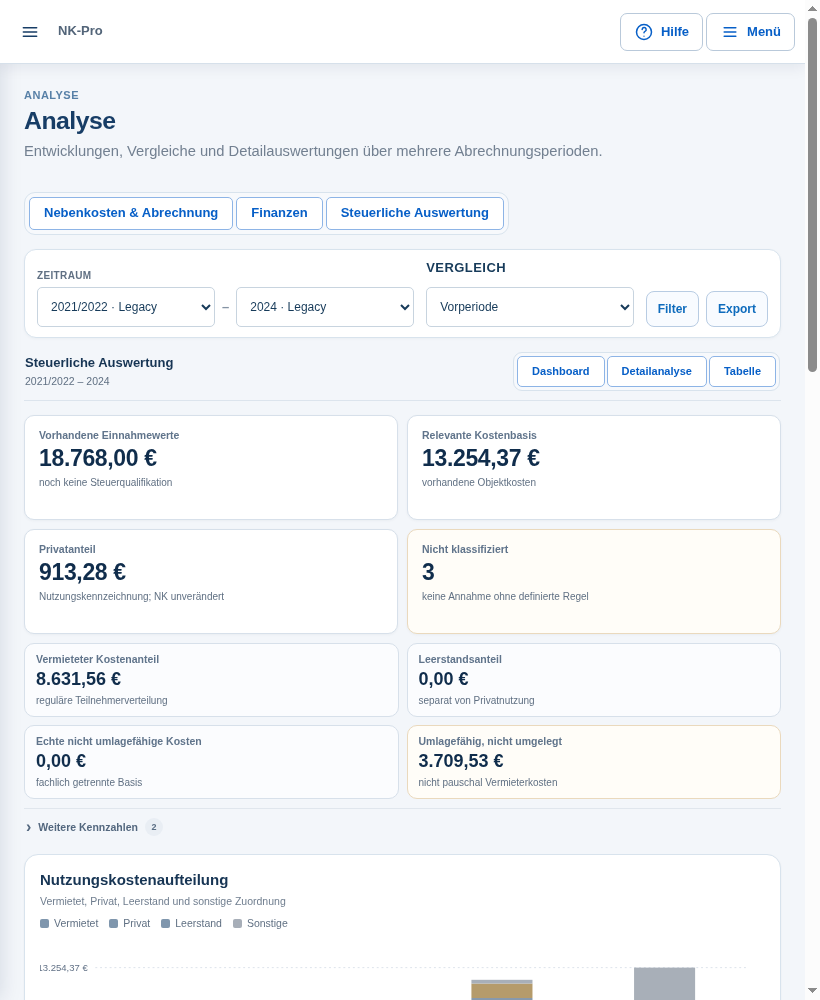 NK-Pro
Hilfe
Menü
ANALYSE
Analyse
Entwicklungen, Vergleiche und Detailauswertungen über mehrere Abrechnungsperioden.
Nebenkosten & Abrechnung
Finanzen
Steuerliche Auswertung
ZEITRAUM
2021/2022 · Legacy
–
2024 · Legacy
VERGLEICH
Vorperiode
Filter
Export
Steuerliche Auswertung
2021/2022 – 2024
Dashboard
Detailanalyse
Tabelle
Vorhandene Einnahmewerte
18.768,00 €
noch keine Steuerqualifikation
Relevante Kostenbasis
13.254,37 €
vorhandene Objektkosten
Privatanteil
913,28 €
Nutzungskennzeichnung; NK unverändert
Nicht klassifiziert
3
keine Annahme ohne definierte Regel
Vermieteter Kostenanteil
8.631,56 €
reguläre Teilnehmerverteilung
Leerstandsanteil
0,00 €
separat von Privatnutzung
Echte nicht umlagefähige Kosten
0,00 €
fachlich getrennte Basis
Umlagefähig, nicht umgelegt
3.709,53 €
nicht pauschal Vermieterkosten
Weitere Kennzahlen 2
Nutzungskostenaufteilung
Vermietet, Privat, Leerstand und sonstige Zuordnung
Vermietet Privat Leerstand Sonstige
13.254,37 €